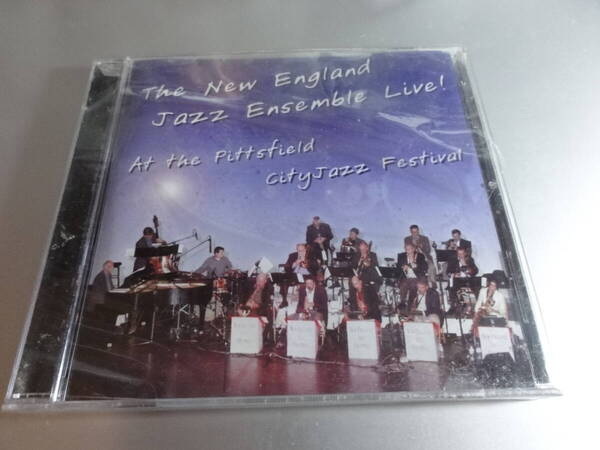 The New England
Jazz Ensemble Live!
At the Pittsfield
CityJazz Festival